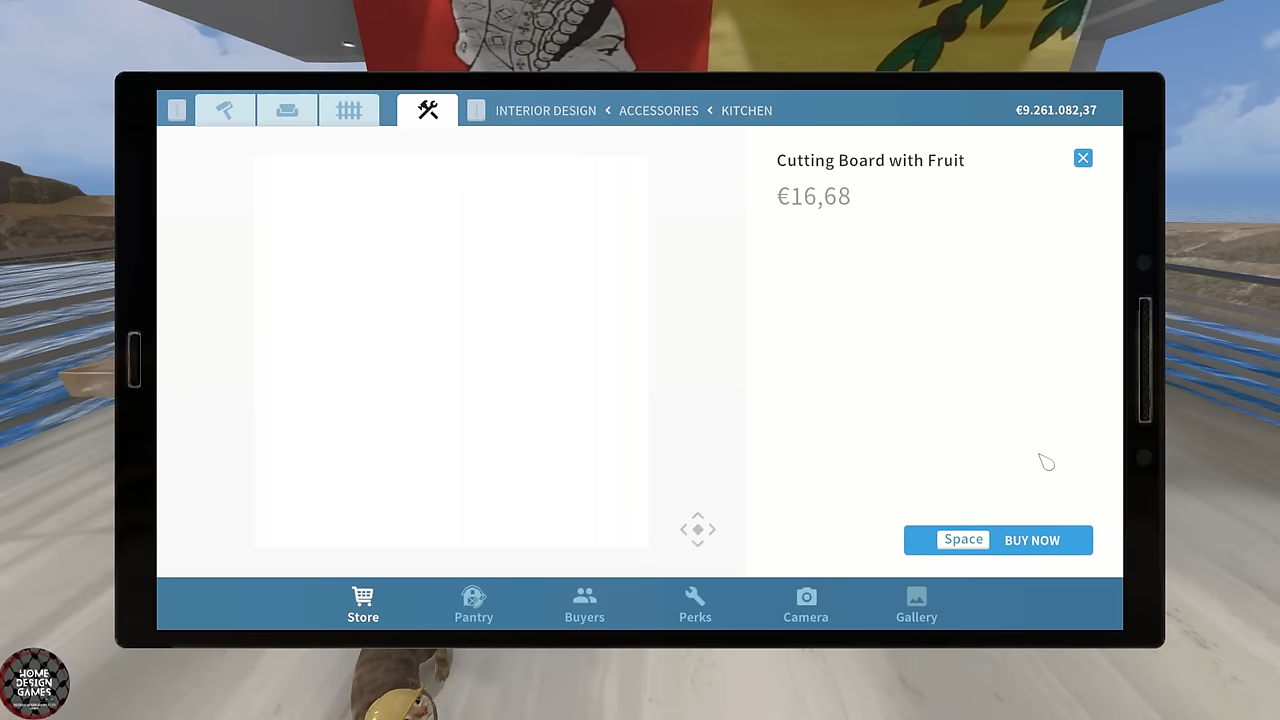 INTERIOR DESIGN < ACCESSORIES < KITCHEN
€9.261.082,37
Cutting Board with Fruit
€16,68
Space BUY NOW
Store Pantry Buyers Perks Camera Gallery
HOME
DESIGN
GAMES